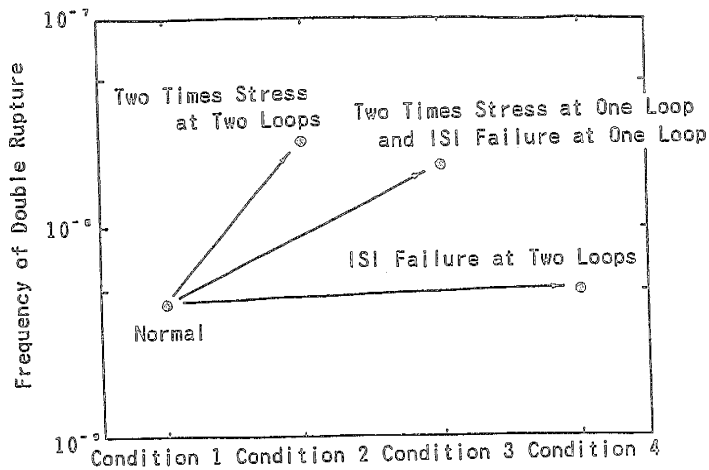 10⁻⁷
Two Times Stress
at Two Loops
Two Times Stress at One Loop
and ISI Failure at One Loop
Frequency of Double Rupture
10⁻⁸
ISI Failure at Two Loops
Normal
10⁻⁹
Condition 1 Condition 2 Condition 3 Condition 4